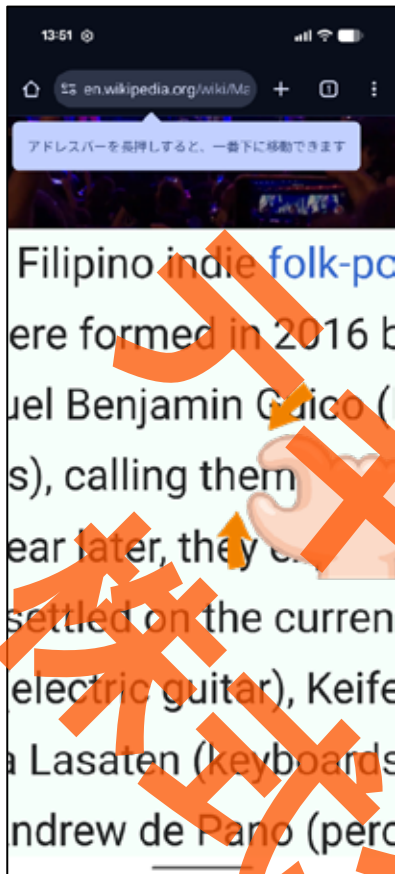 13:51
en.wikipedia.org/wiki/Ma
アドレスバーを長押しすると、一番下に移動できます
Filipino indie folk-po
ere formed in 2016 b
uel Benjamin Guico (
s), calling them
ear later, they
settled on the curren
(electric guitar), Keife
a Lasaten (keyboards
ndrew de Pano (perc
株式